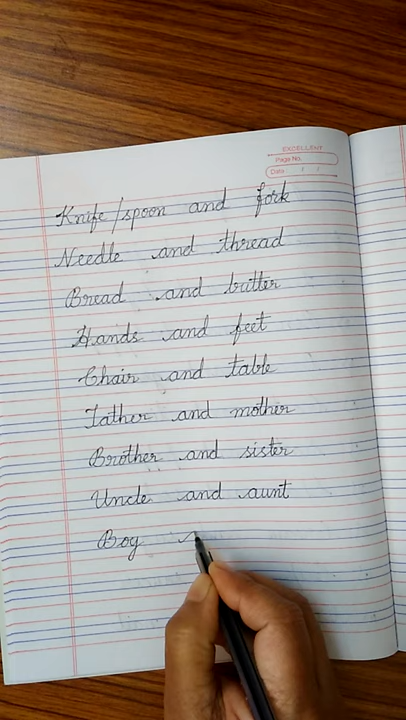 EXCELLENT
Page No.
Date / /
Knife/spoon and fork
Needle and thread
Bread and butter
Hands and feet
Chair and table
Father and mother
Brother and sister
Uncle and aunt
Boy